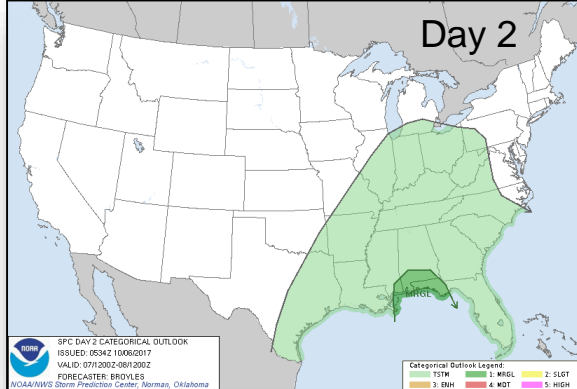 Day 2
MRGL
NOAA
SPC DAY 2 CATEGORICAL OUTLOOK
ISSUED: 0534Z 10/06/2017
VALID: 07/1200Z-08/1200Z
FORECASTER: BROYLES
NOAA/NWS Storm Prediction Center, Norman, Oklahoma
Categorical Outlook Legend:
TSTM 1: MRGL 2: SLGT
3: ENH 4: MDT 5: HIGH